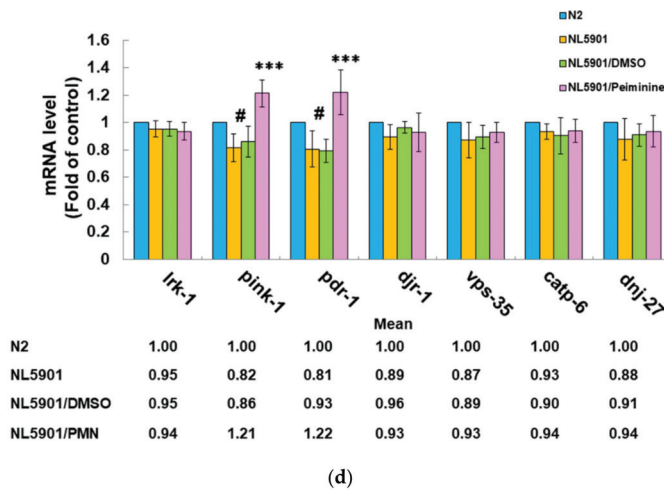 N2
NL5901
NL5901/DMSO
NL5901/Peiminine
mRNA level
(Fold of control)
1.6
1.4
1.2
1
0.8
0.6
0.4
0.2
0
# *** # ***
lrk-1 pink-1 pdr-1 djr-1 vps-35 catp-6 dnj-27
Mean
N2 1.00 1.00 1.00 1.00 1.00 1.00 1.00
NL5901 0.95 0.82 0.81 0.89 0.87 0.93 0.88
NL5901/DMSO 0.95 0.86 0.93 0.96 0.89 0.90 0.91
NL5901/PMN 0.94 1.21 1.22 0.93 0.93 0.94 0.94
(d)